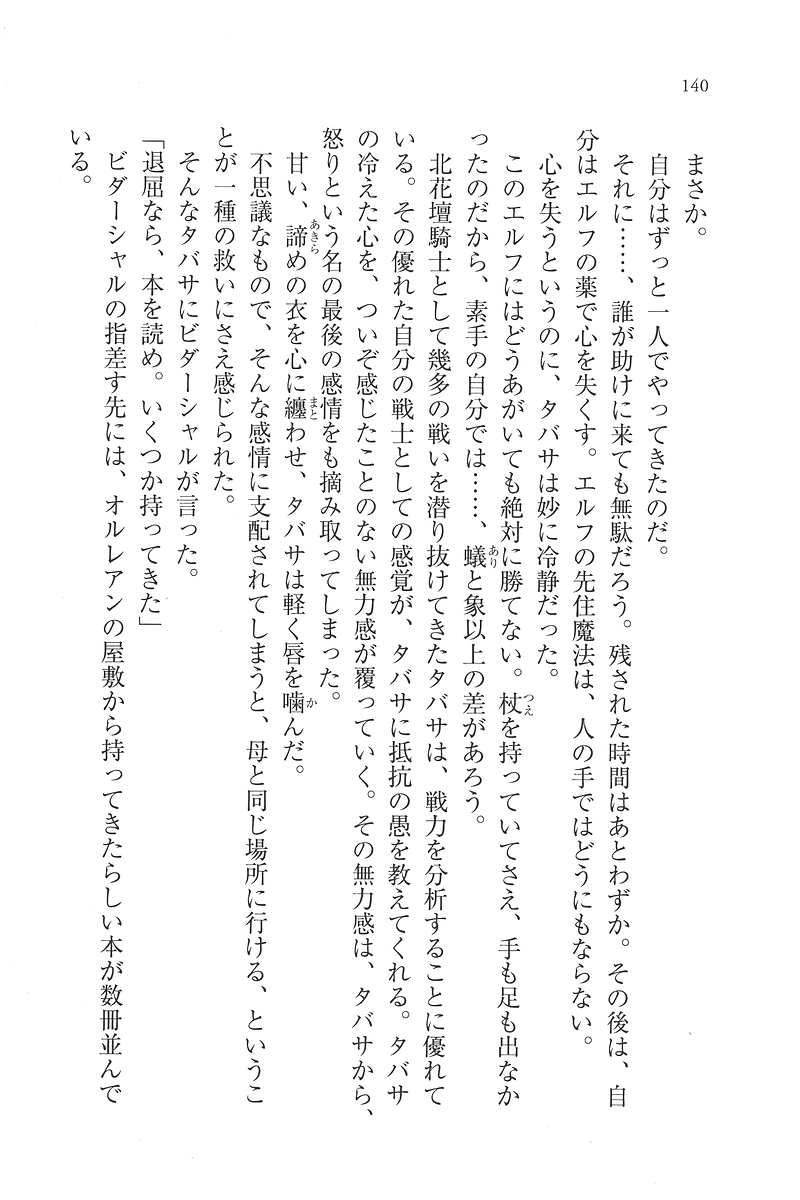 140
まさか。
自分はずっと一人でやってきたのだ。
それに……、誰が助けに来ても無駄だろう。残された時間はあとわずか。その後は、自
分はエルフの薬で心を失くす。エルフの先住魔法は、人の手ではどうにもならない。
心を失うというのに、タバサは妙に冷静だった。
このエルフにはどうあがいても絶対に勝てない。杖を持っていてさえ、手も足も出なか
ったのだから、素手の自分では……、蟻と象以上の差があろう。
北花壇騎士として幾多の戦いを潜り抜けてきたタバサは、戦力を分析することに優れて
いる。その優れた自分の戦士としての感覚が、タバサに抵抗の愚を教えてくれる。タバサ
の冷えた心を、ついぞ感じたことのない無力感が覆っていく。その無力感は、タバサから、
怒りという名の最後の感情をも摘み取ってしまった。
甘い、諦めの衣を心に纏わせ、タバサは軽く唇を噛んだ。
不思議なもので、そんな感情に支配されてしまうと、母と同じ場所に行ける、というこ
とが一種の救いにさえ感じられた。
そんなタバサにビダーシャルが言った。
「退屈なら、本を読め。いくつか持ってきた」
ビダーシャルの指差す先には、オルレアンの屋敷から持ってきたらしい本が数冊並んで
いる。